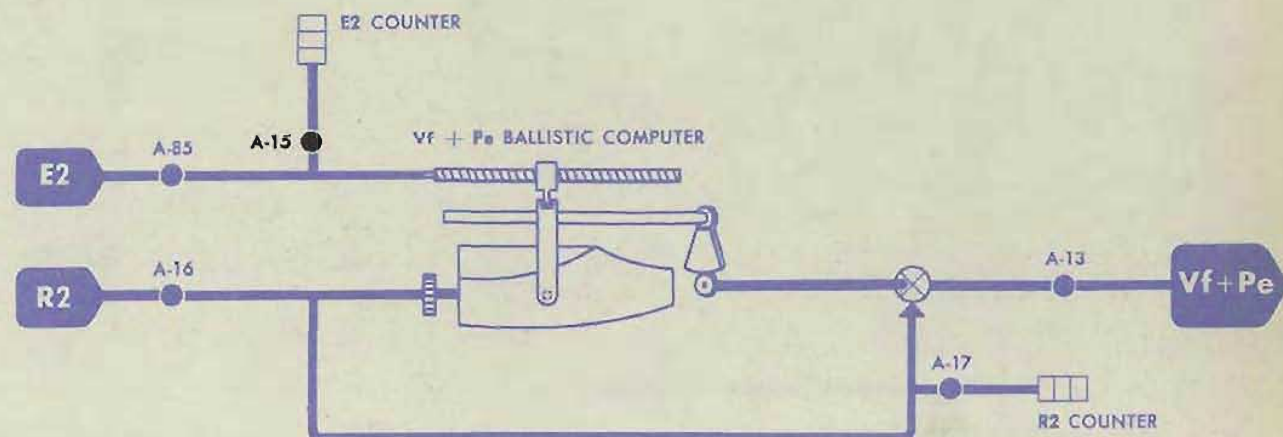 E2 COUNTER
A-15
Vf + Pe BALLISTIC COMPUTER
A-85
E2
A-16
R2
A-13
Vf+Pe
A-17
R2 COUNTER